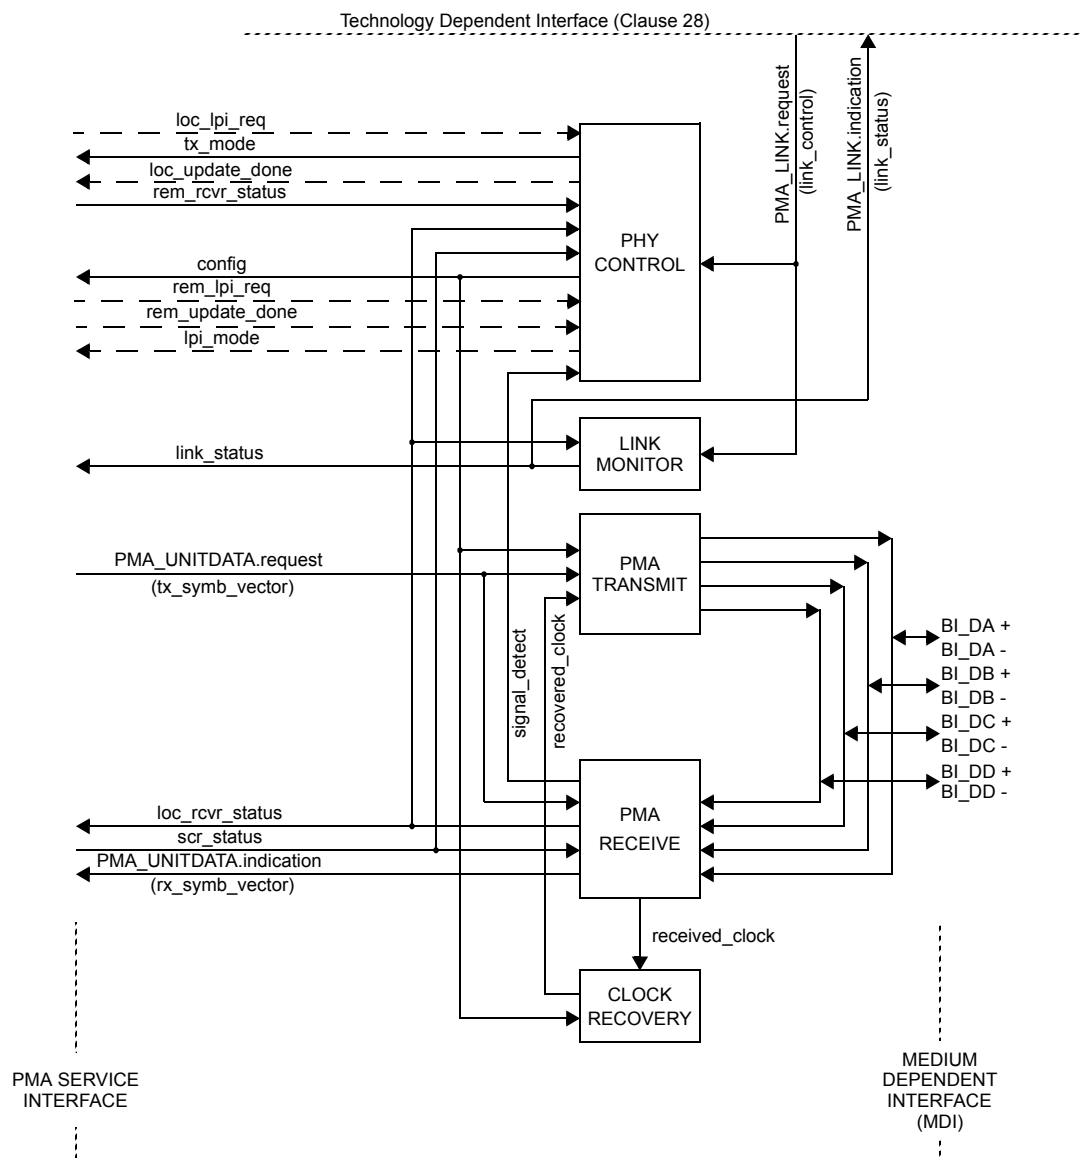 Technology Dependent Interface (Clause 28)
PMA_LINK.request
(link_control)
PMA_LINK.indication
(link_status)
loc_lpi_req
tx_mode
loc_update_done
rem_rcvr_status
PHY
CONTROL
config
rem_lpi_req
rem_update_done
lpi_mode
LINK
MONITOR
link_status
PMA
TRANSMIT
PMA_UNITDATA.request
(tx_symb_vector)
signal_detect
recovered_clock
BI_DA +
BI_DA -
BI_DB +
BI_DB -
BI_DC +
BI_DC -
BI_DD +
BI_DD -
PMA
RECEIVE
loc_rcvr_status
scr_status
PMA_UNITDATA.indication
(rx_symb_vector)
received_clock
CLOCK
RECOVERY
PMA SERVICE
INTERFACE
MEDIUM
DEPENDENT
INTERFACE
(MDI)